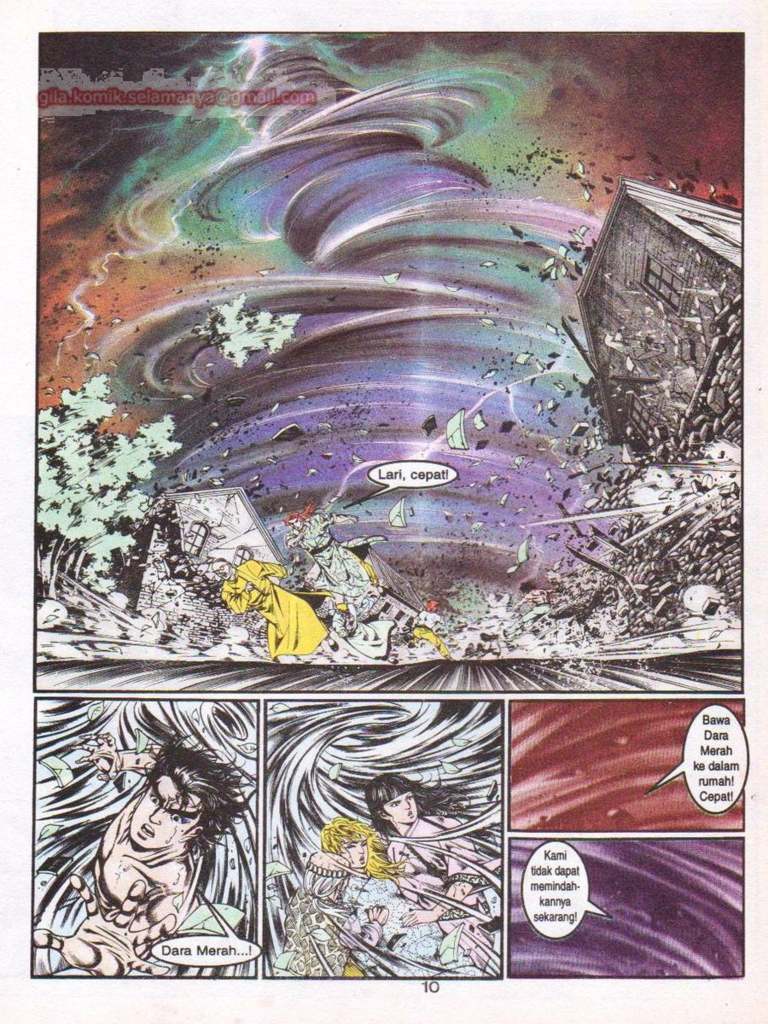 gila.komik.selamanya@gmail.com
Lari, cepat!
Dara Merah...!
Bawa
Dara
Merah
ke dalam
rumah!
Cepat!
Kami
tidak dapat
memindah-
kannya
sekarang!
10